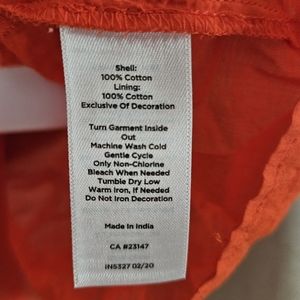 Shell:
100% Cotton
Lining:
100% Cotton
Exclusive Of Decoration
Turn Garment Inside
Out
Machine Wash Cold
Gentle Cycle
Only Non-Chlorine
Bleach When Needed
Tumble Dry Low
Warm Iron, If Needed
Do Not Iron Decoration
Made In India
CA #23147
IN5327 02/20